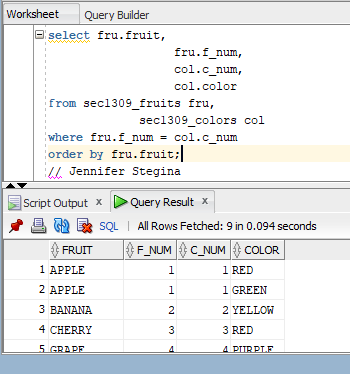 Worksheet Query Builder
select fru.fruit,
fru.f_num,
col.c_num,
col.color
from sec1309_fruits fru,
sec1309_colors col
where fru.f_num = col.c_num
order by fru.fruit;
// Jennifer Stegina
Script Output x Query Result x
SQL | All Rows Fetched: 9 in 0.094 seconds
FRUIT F_NUM C_NUM COLOR
1 APPLE 1 1 RED
2 APPLE 1 1 GREEN
3 BANANA 2 2 YELLOW
4 CHERRY 3 3 RED
5 GRAPE 4 4 PURPLE